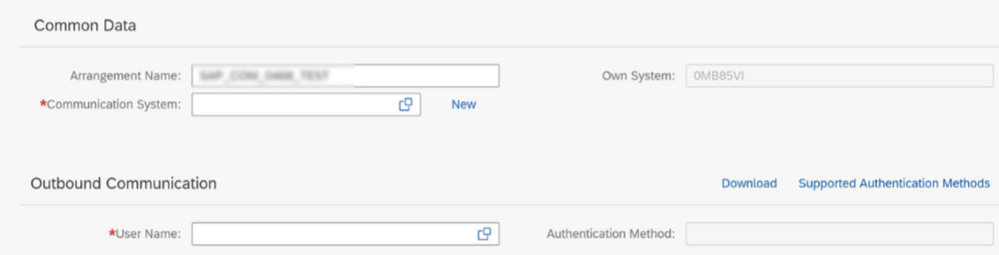 Common Data
Arrangement Name: Own System: 0MB85VI
*Communication System: New
Outbound Communication Download Supported Authentication Methods
*User Name: Authentication Method: